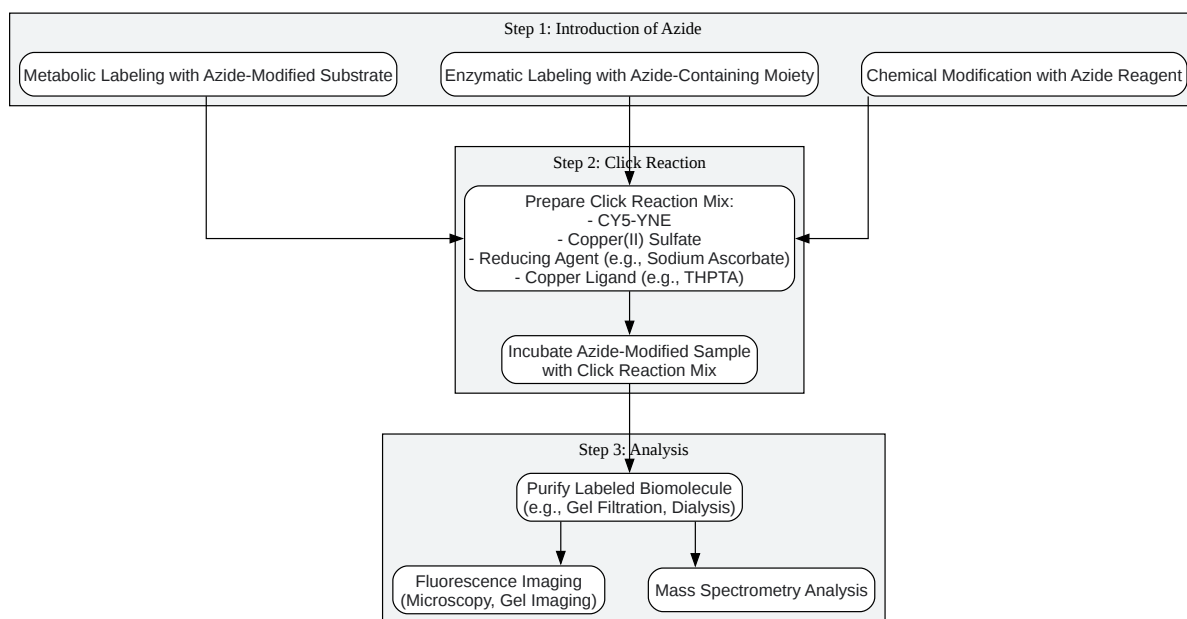 Step 1: Introduction of Azide
Metabolic Labeling with Azide-Modified Substrate
Enzymatic Labeling with Azide-Containing Moiety
Chemical Modification with Azide Reagent
Step 2: Click Reaction
Prepare Click Reaction Mix:
- CY5-YNE
- Copper(II) Sulfate
- Reducing Agent (e.g., Sodium Ascorbate)
- Copper Ligand (e.g., THPTA)
Incubate Azide-Modified Sample
with Click Reaction Mix
Step 3: Analysis
Purify Labeled Biomolecule
(e.g., Gel Filtration, Dialysis)
Fluorescence Imaging
(Microscopy, Gel Imaging)
Mass Spectrometry Analysis